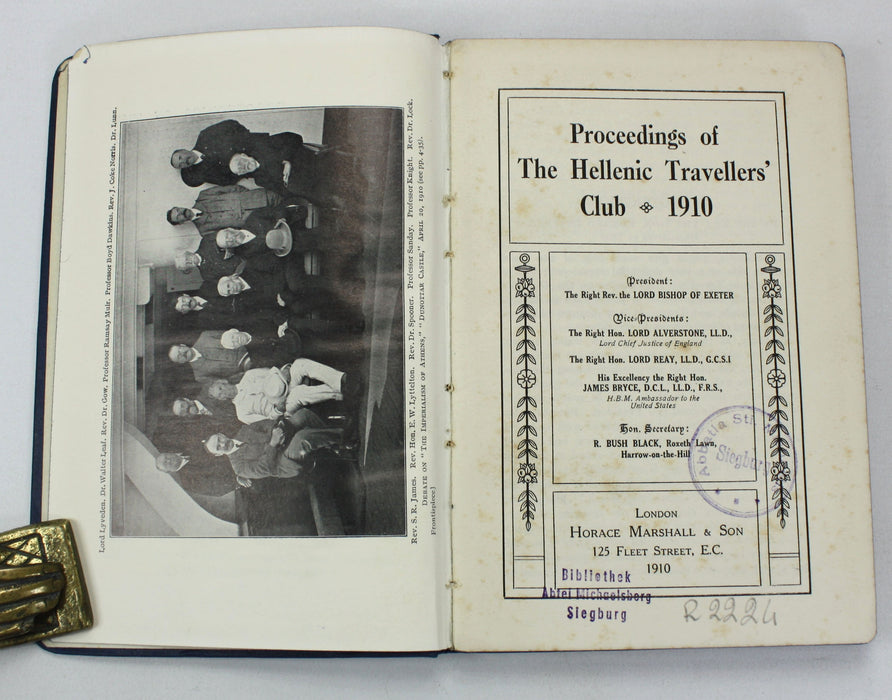 Lord Lyveden. Dr. Walter Leaf. Rev. Dr. Gow. Professor Ramsay Muir. Professor Boyd Dawkins. Rev. J. Coke Norris. Dr. Lunn.
Rev. S. R. James. Rev. Hon. E. W. Lyttelton. Rev. Dr. Spooner. Professor Sanday. Professor Knight. Rev. Dr. Lock.
Debate on "The Imperialism of Athens," "Dunottar Castle," April 20, 1910 (see pp. 4-35).
Frontispiece]
Proceedings of
The Hellenic Travellers'
Club 1910
President:
The Right Rev. the LORD BISHOP OF EXETER
Vice-Presidents:
The Right Hon. LORD ALVERSTONE, LL.D.,
Lord Chief Justice of England
The Right Hon. LORD REAY, LL.D., G.C.S.I
His Excellency the Right Hon.
JAMES BRYCE, D.C.L., LL.D., F.R.S.,
H.B.M. Ambassador to the
United States
Hon. Secretary:
R. BUSH BLACK, Roxeth Lawn,
Harrow-on-the-Hill
Abbatia
Siegburg
London
Horace Marshall & Son
125 Fleet Street, E.C.
1910
Bibliothek
Abtei Michaelsberg
Siegburg
R 2224